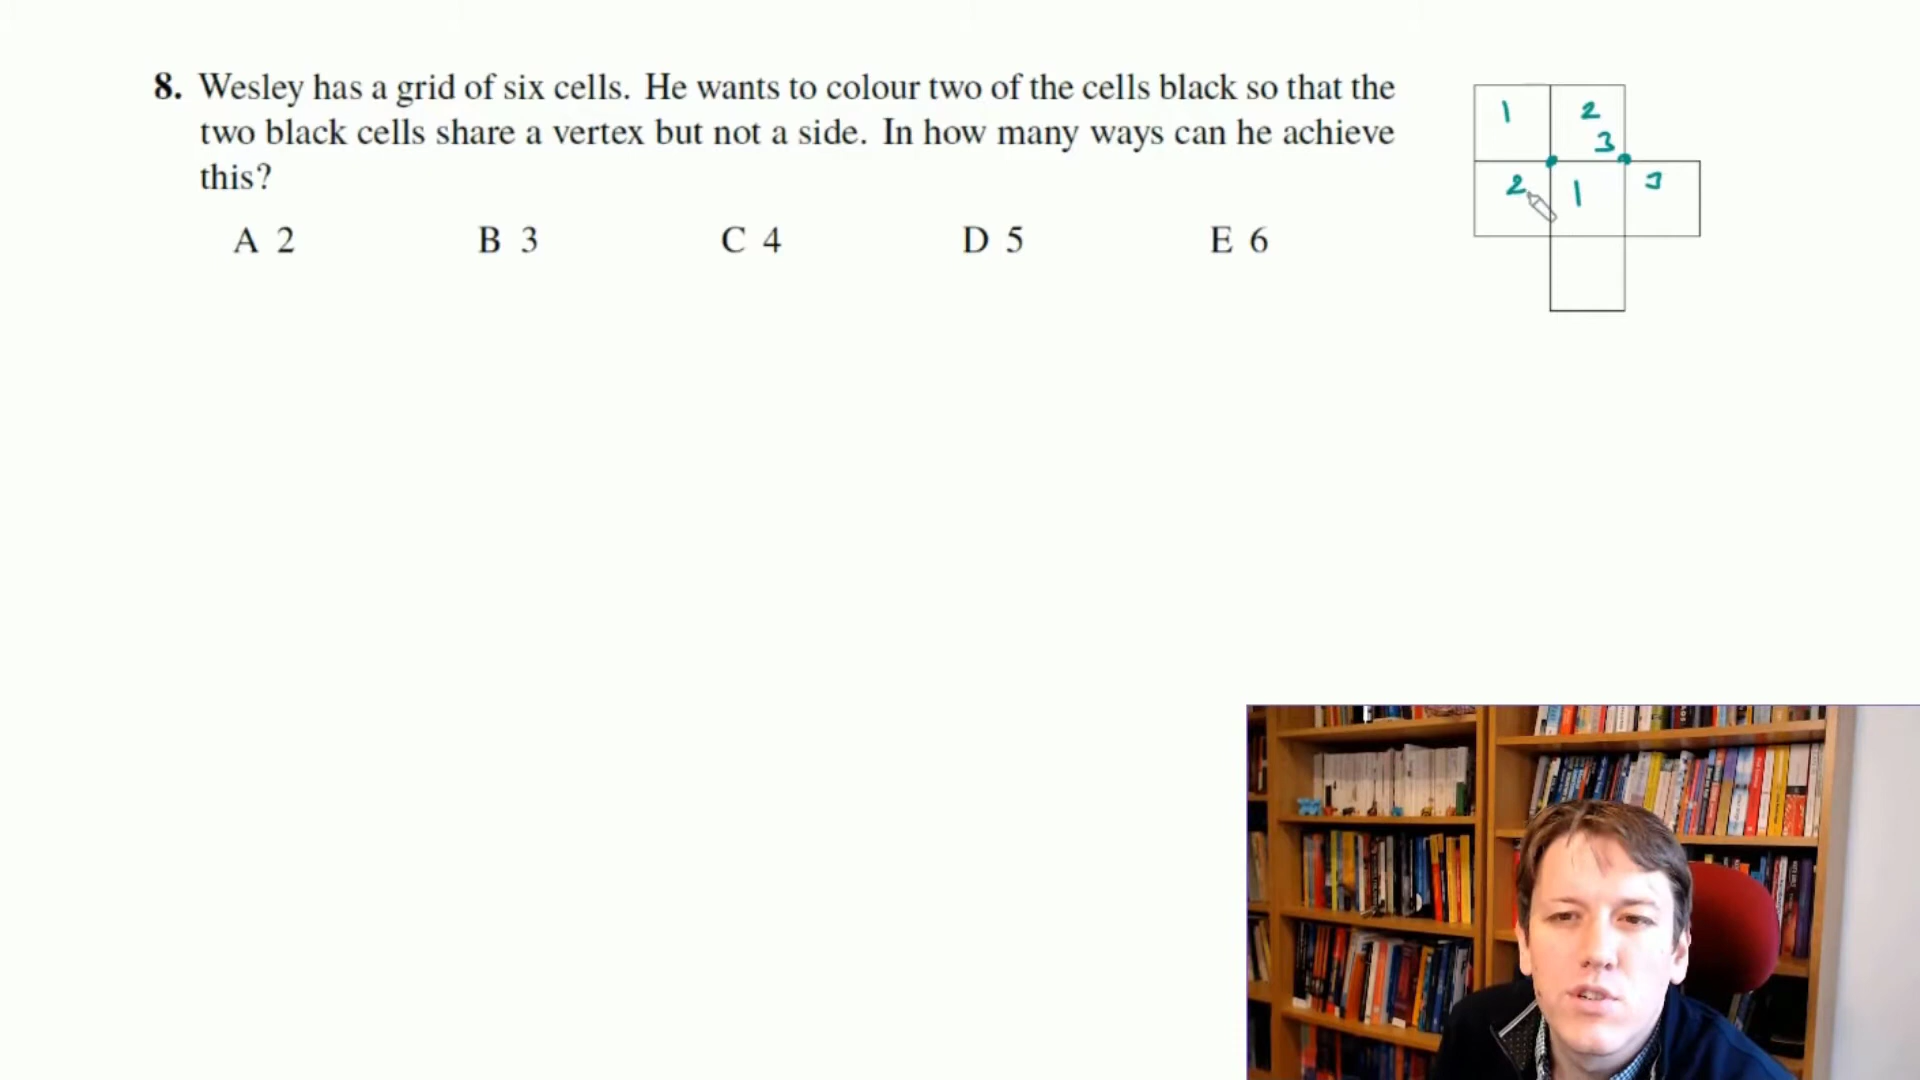 8. Wesley has a grid of six cells. He wants to colour two of the cells black so that the
two black cells share a vertex but not a side. In how many ways can he achieve
this?
A 2 B 3 C 4 D 5 E 6
1 2
3
2 1 3